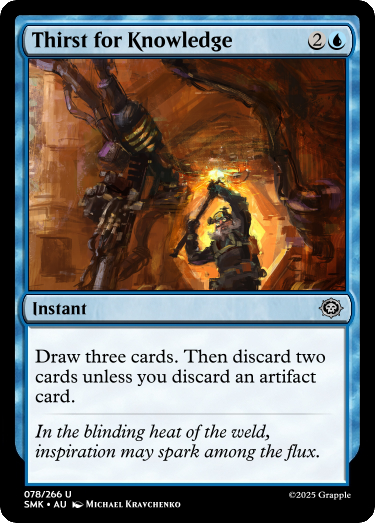 Thirst for Knowledge 2
Instant
Draw three cards. Then discard two
cards unless you discard an artifact
card.
In the blinding heat of the weld,
inspiration may spark among the flux.
078/266 U
SMK • AU Michael Kravchenko
©2025 Grapple